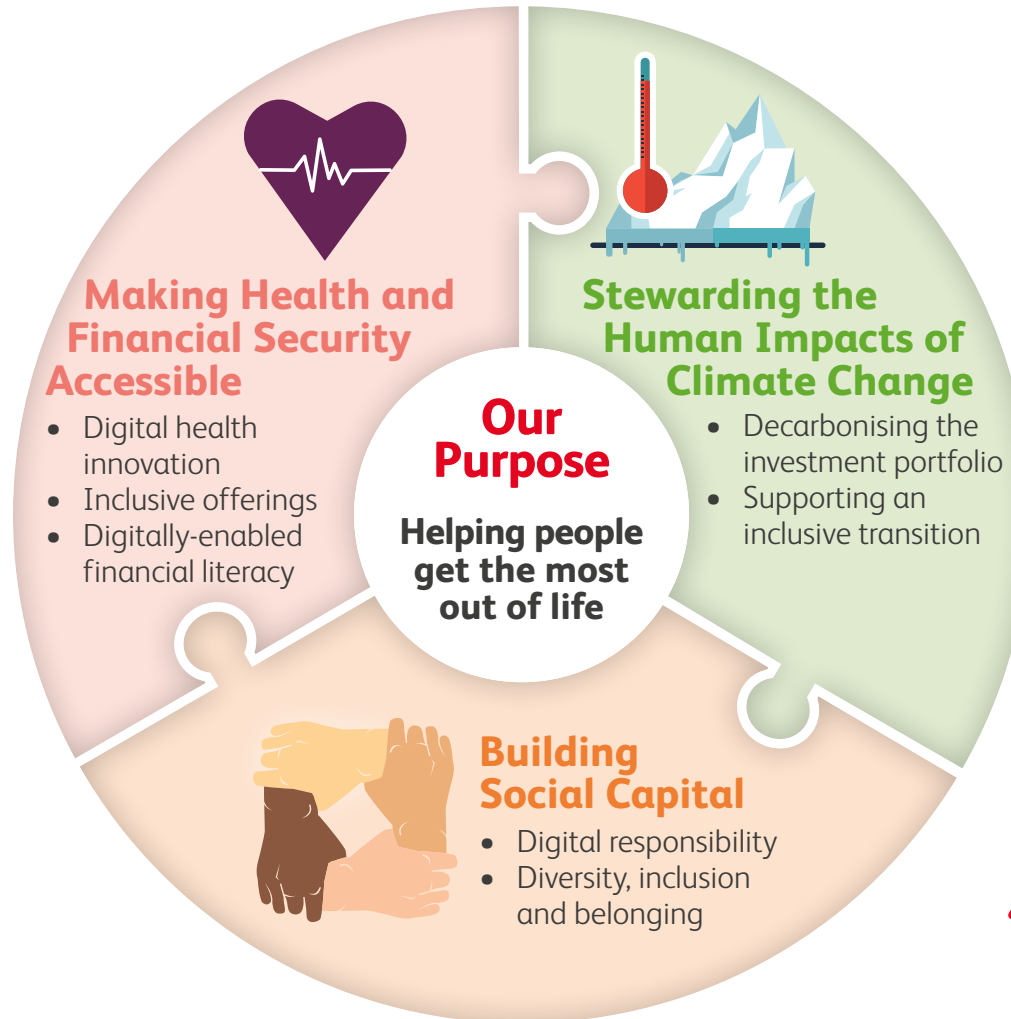 Making Health and
Financial Security
Accessible
• Digital health
innovation
• Inclusive offerings
• Digitally-enabled
financial literacy
Stewarding the
Human Impacts of
Climate Change
• Decarbonising the
investment portfolio
• Supporting an
inclusive transition
Our
Purpose
Helping people
get the most
out of life
Building
Social Capital
• Digital responsibility
• Diversity, inclusion
and belonging